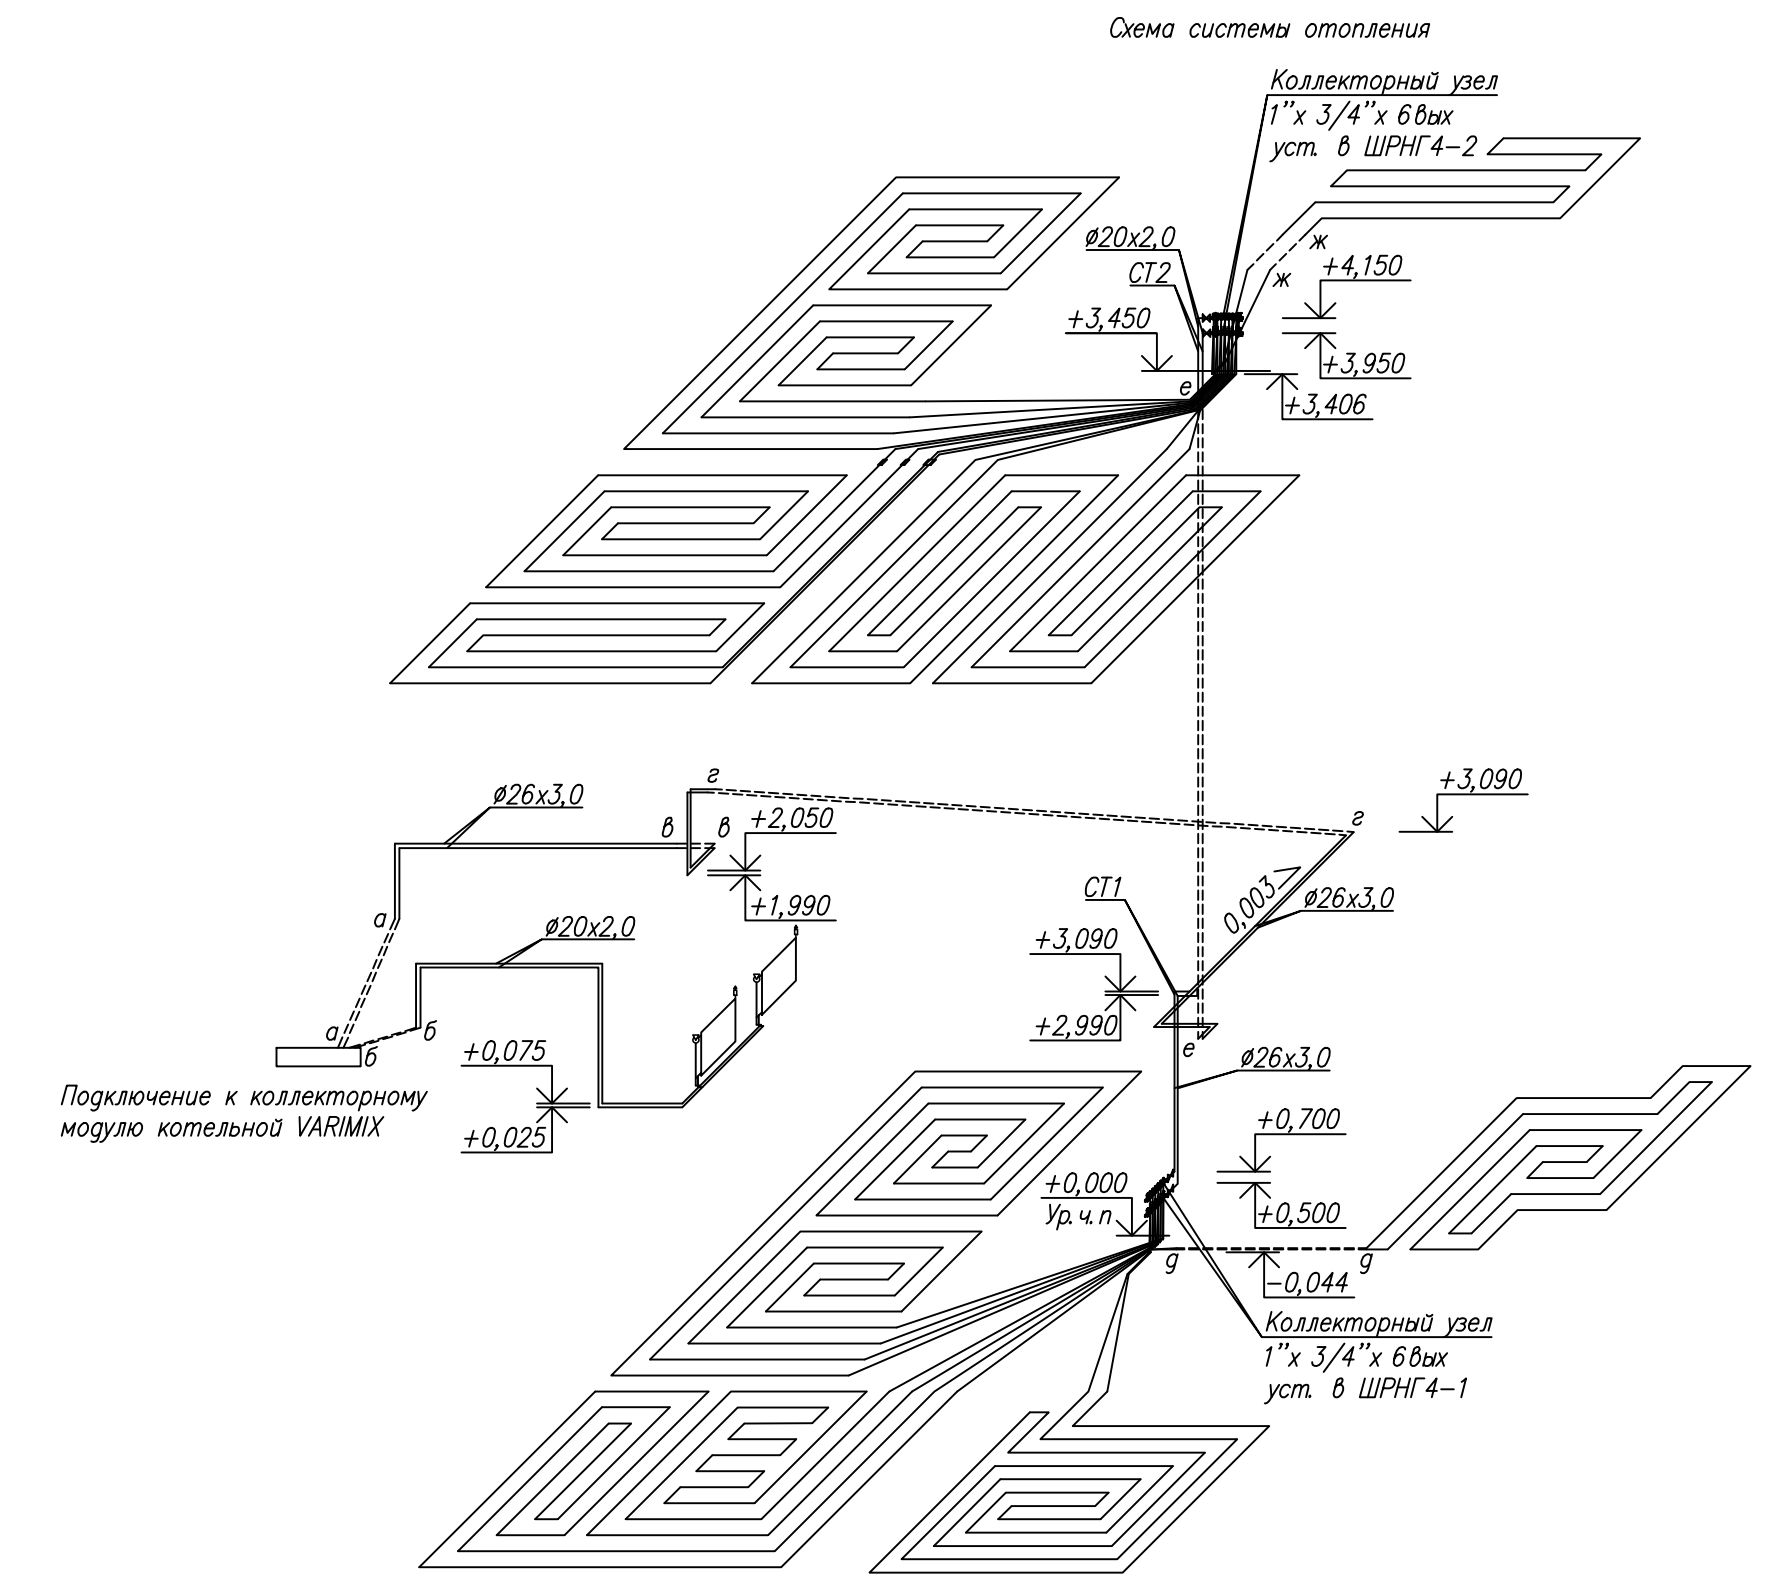 Схема системы отопления
Коллекторный узел
1”х 3/4”х 6вых
уст. в ШРНГ4-2
ø20х2,0
СТ2
ж
ж
+4,150
+3,450
+3,950
е
+3,406
г
+3,090
ø26х3,0
в
в
+2,050
г
+1,990
а
ø20х2,0
СТ1
0,003
ø26х3,0
+3,090
+2,990
а
б
б
е
+0,075
ø26х3,0
Подключение к коллекторному
модулю котельной VARIMIX
+0,025
+0,700
+0,000
Ур.ч.п
+0,500
д
д
-0,044
Коллекторный узел
1”х 3/4”х 6вых
уст. в ШРНГ4-1